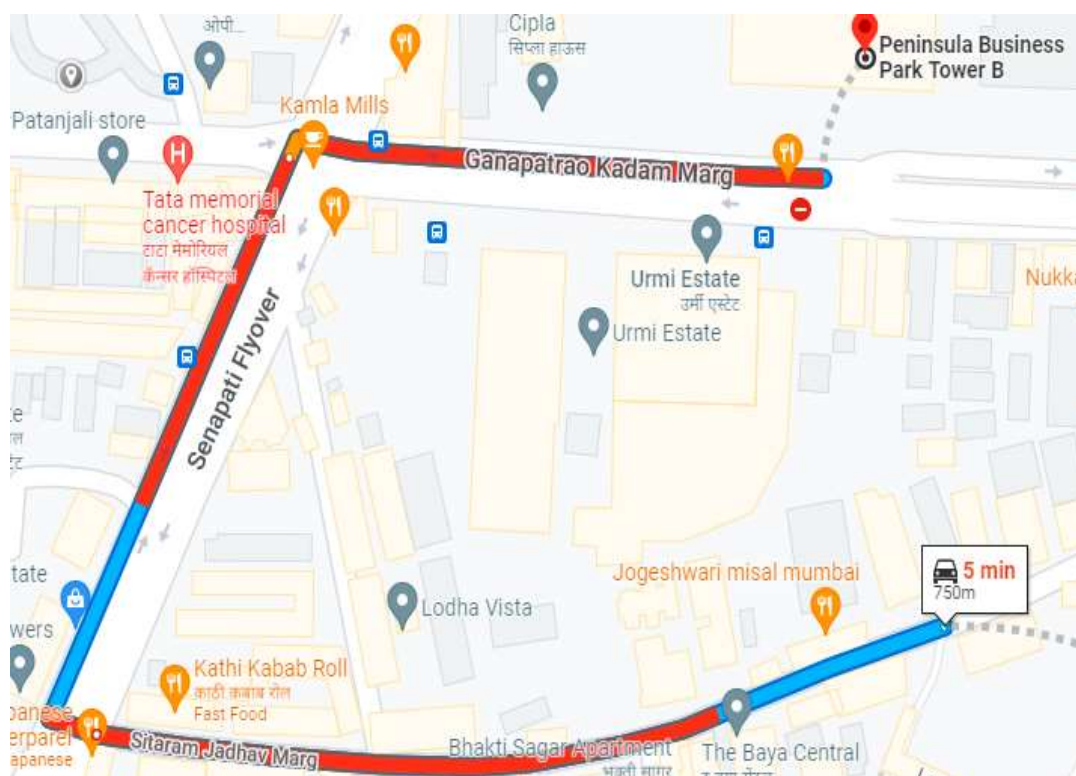 ओपी...
Cipla
सिप्ला हाऊस
Peninsula Business
Park Tower B
Kamla Mills
Patanjali store
H
Ganapatrao Kadam Marg
Tata memorial
cancer hospital
टाटा मेमोरियल
कॅन्सर हॉस्पिटल
Urmi Estate
उर्मी एस्टेट
Nukka
Urmi Estate
Senapati Flyover
5 min
750m
Jogeshwari misal mumbai
tate
Lodha Vista
wers
Kathi Kabab Roll
काठी कबाब रोल
Fast Food
panese
erparel
apanese
Sitaram Jadhav Marg
Bhakti Sagar Apartment
भक्ती सागर
The Baya Central